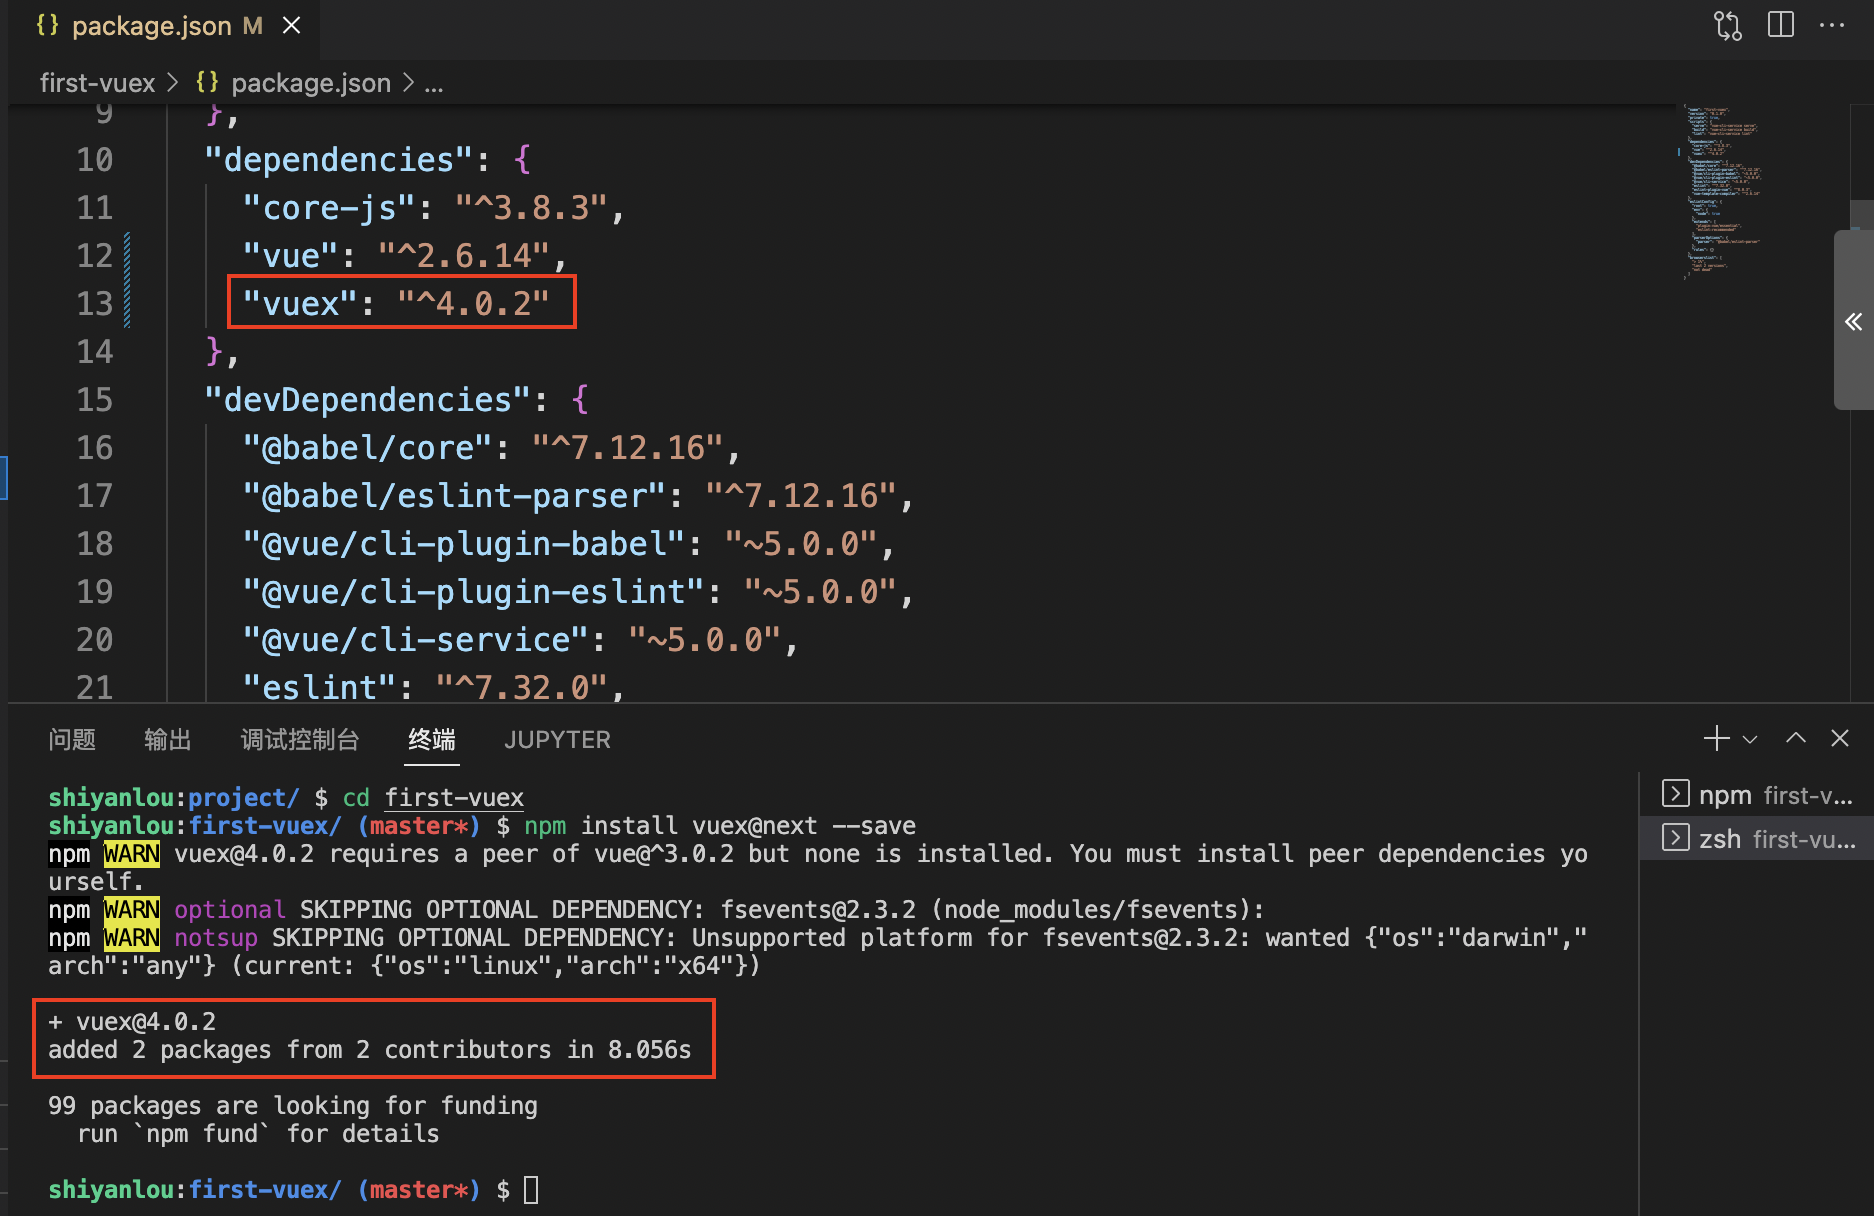 {} package.json M
first-vuex > {} package.json > ...
9 },
10 "dependencies": {
11 "core-js": "^3.8.3",
12 "vue": "^2.6.14",
13 "vuex": "^4.0.2"
14 },
15 "devDependencies": {
16 "@babel/core": "^7.12.16",
17 "@babel/eslint-parser": "^7.12.16",
18 "@vue/cli-plugin-babel": "~5.0.0",
19 "@vue/cli-plugin-eslint": "~5.0.0",
20 "@vue/cli-service": "~5.0.0",
21 "eslint": "^7.32.0",
问题 输出 调试控制台 终端 JUPYTER
shiyanlou:project/ $ cd first-vuex
shiyanlou:first-vuex/ (master*) $ npm install vuex@next --save
npm WARN vuex@4.0.2 requires a peer of vue@^3.0.2 but none is installed. You must install peer dependencies yo
urself.
npm WARN optional SKIPPING OPTIONAL DEPENDENCY: fsevents@2.3.2 (node_modules/fsevents):
npm WARN notsup SKIPPING OPTIONAL DEPENDENCY: Unsupported platform for fsevents@2.3.2: wanted {"os":"darwin","
arch":"any"} (current: {"os":"linux","arch":"x64"})
+ vuex@4.0.2
added 2 packages from 2 contributors in 8.056s
99 packages are looking for funding
run `npm fund` for details
shiyanlou:first-vuex/ (master*) $
npm first-v...
zsh first-vu...